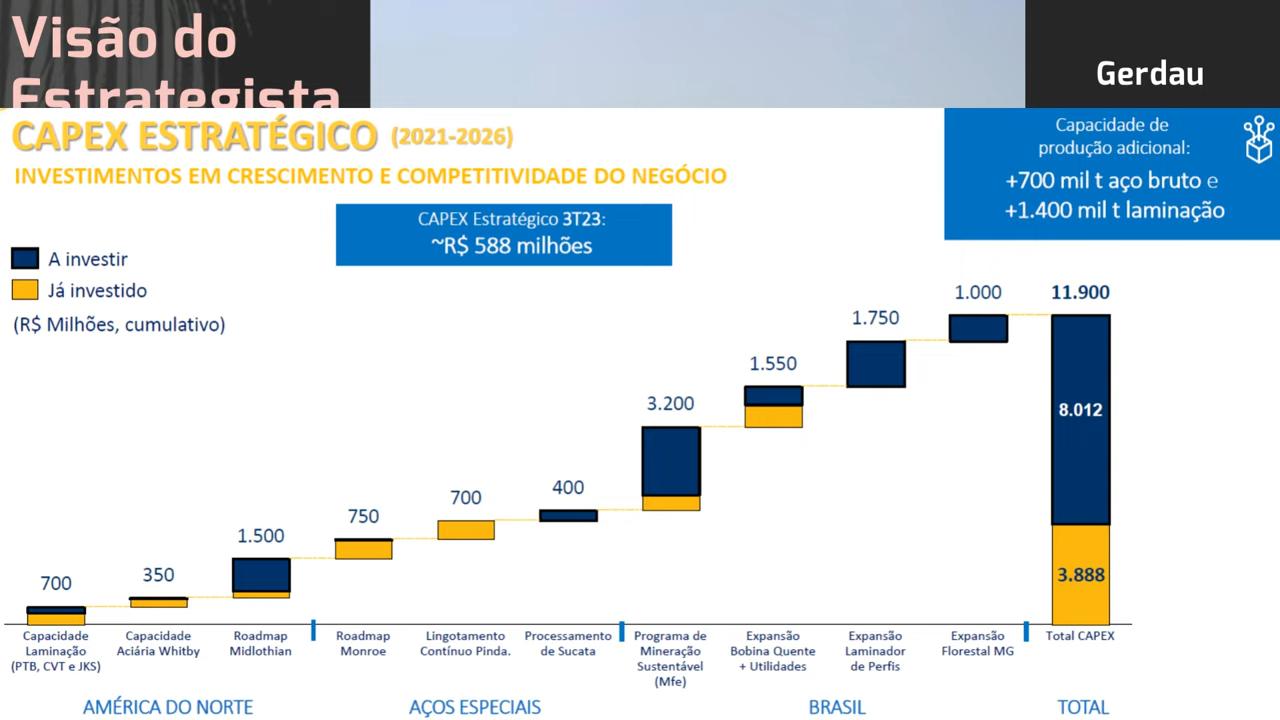 Visão do
Estrategista
Gerdau
CAPEX ESTRATÉGICO (2021-2026)
INVESTIMENTOS EM CRESCIMENTO E COMPETITIVIDADE DO NEGÓCIO
Capacidade de
produção adicional:
+700 mil t aço bruto e
+1.400 mil t laminação
CAPEX Estratégico 3T23:
~R$ 588 milhões
A investir
Já investido
(R$ Milhões, cumulativo)
700
350
1.500
750
700
400
3.200
1.550
1.750
1.000
11.900
8.012
3.888
Capacidade
Laminação
(PTB, CVT e JKS)
Capacidade
Aciária Whitby
Roadmap
Midlothian
Roadmap
Monroe
Lingotamento
Contínuo Pinda.
Processamento
de Sucata
Programa de
Mineração
Sustentável
(Mfe)
Expansão
Bobina Quente
+ Utilidades
Expansão
Laminador
de Perfis
Expansão
Florestal MG
Total CAPEX
AMÉRICA DO NORTE
AÇOS ESPECIAIS
BRASIL
TOTAL